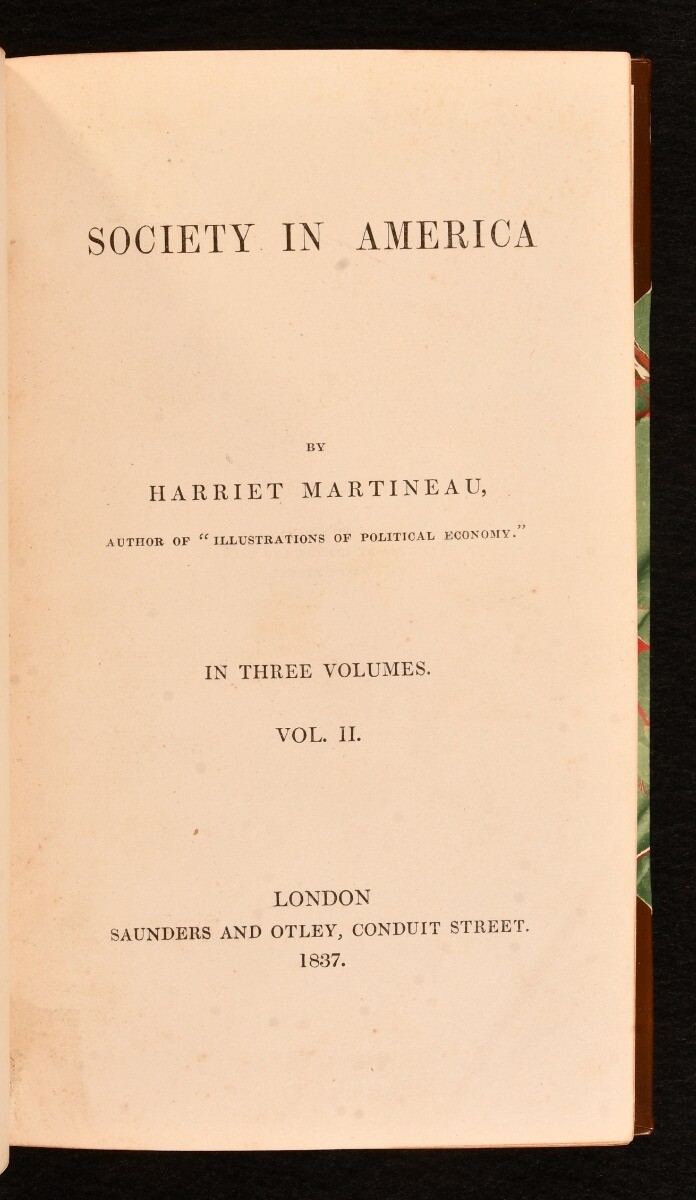 SOCIETY IN AMERICA
BY
HARRIET MARTINEAU,
AUTHOR OF “ILLUSTRATIONS OF POLITICAL ECONOMY.”
IN THREE VOLUMES.
VOL. II.
LONDON
SAUNDERS AND OTLEY, CONDUIT STREET.
1837.